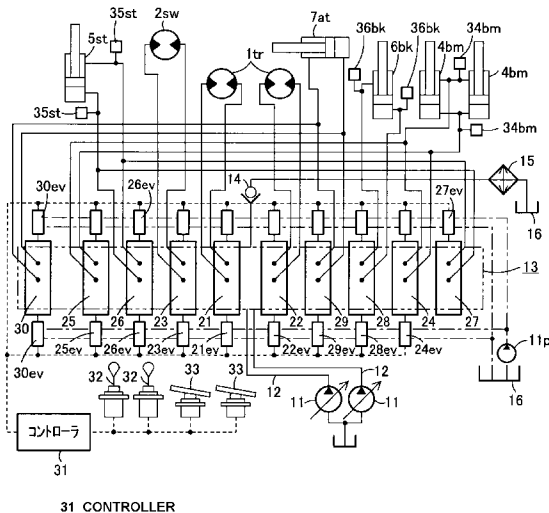 35st
5st
2sw
7at
36bk
36bk
34bm
6bk
4bm
4bm
1tr
35st
34bm
15
30ev
26ev
14
27ev
16
13
30
25
26
23
21
22
29
28
24
27
30ev
25ev
26ev
23ev
21ev
22ev
29ev
28ev
24ev
11p
32
32
33
33
12
12
11
11
16
コントローラ
31
31 CONTROLLER